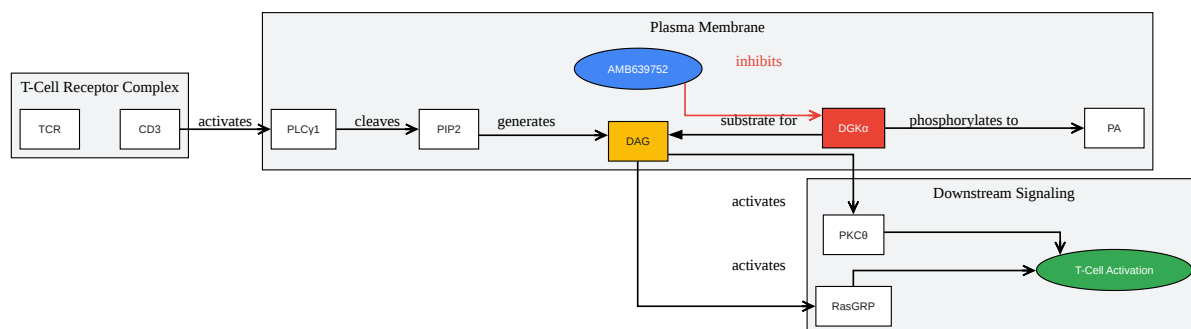 Plasma Membrane
AMB639752
inhibits
T-Cell Receptor Complex
TCR
CD3
activates
PLCγ1
cleaves
PIP2
generates
DAG
substrate for
DGKα
phosphorylates to
PA
activates
Downstream Signaling
PKCθ
activates
T-Cell Activation
RasGRP